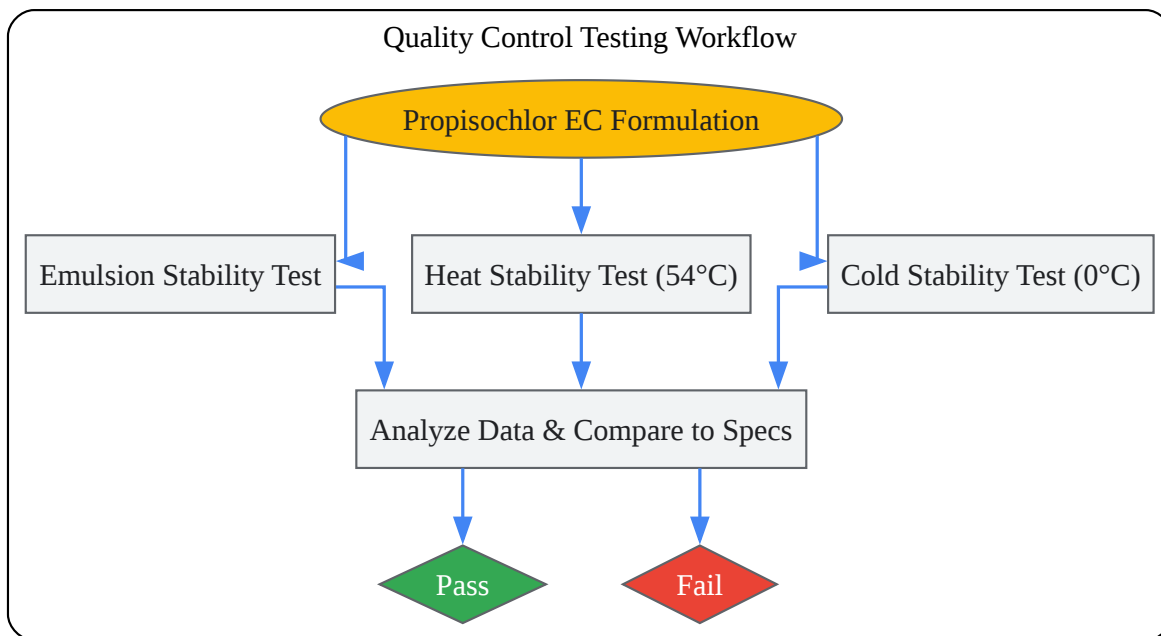 Quality Control Testing Workflow
Propisochlor EC Formulation
Emulsion Stability Test
Heat Stability Test (54°C)
Cold Stability Test (0°C)
Analyze Data & Compare to Specs
Pass
Fail